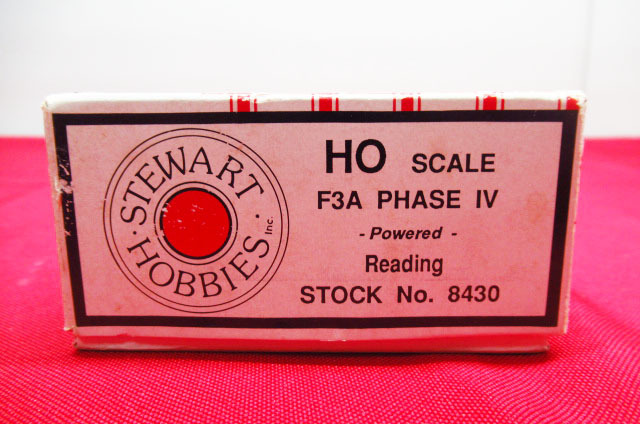 STEWART
HOBBIES Inc.
HO SCALE
F3A PHASE IV
- Powered -
Reading
STOCK No. 8430